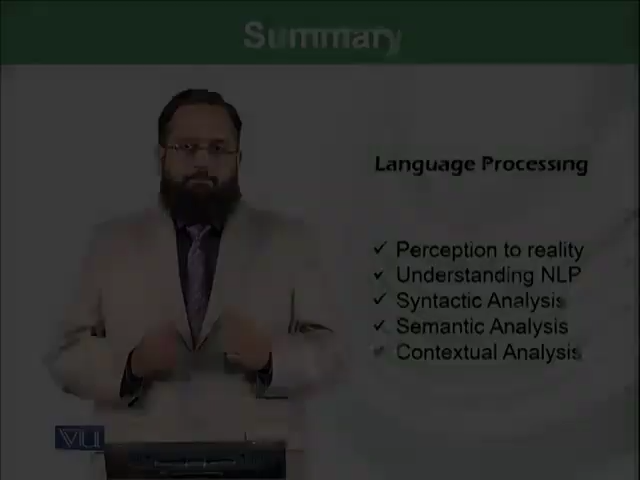 Summary
Language Processing
✓ Perception to reality
✓ Understanding NLP
✓ Syntactic Analysis
✓ Semantic Analysis
✓ Contextual Analysis
VU